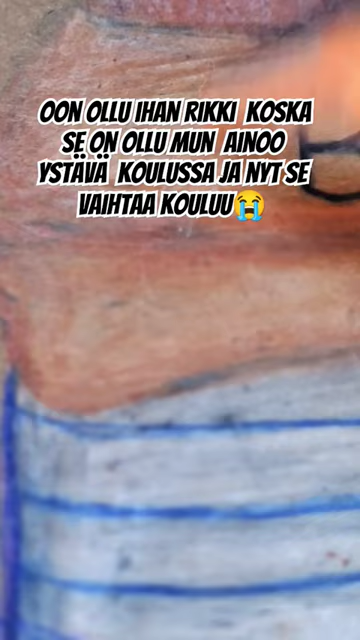 OON OLLU IHAN RIKKI KOSKA
SE ON OLLU MUN AINOO
YSTÄVÄ KOULUSSA JA NYT SE
VAIHTAA KOULUU😭